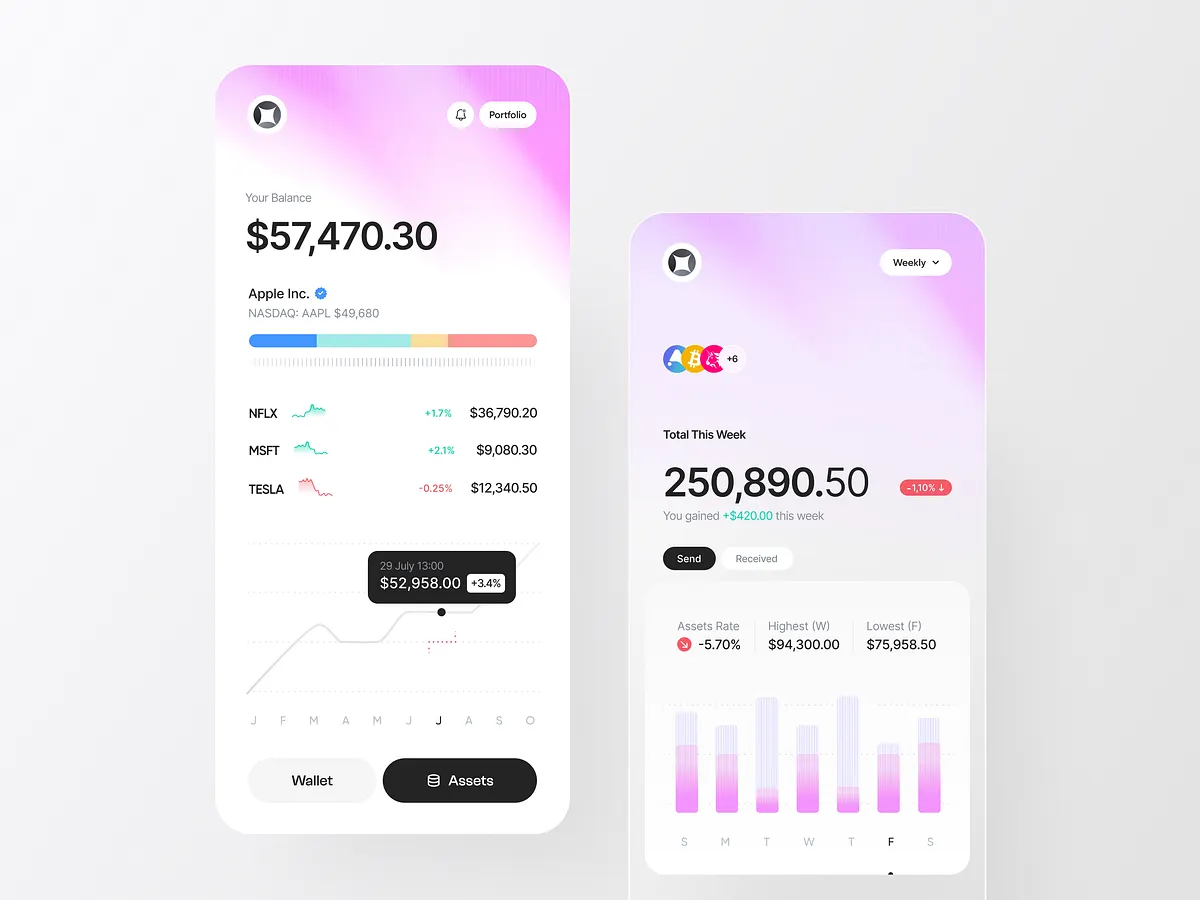 Portfolio
Your Balance
$57,470.30
Apple Inc.
NASDAQ: AAPL $49,680
NFLX +1.7% $36,790.20
MSFT +2.1% $9,080.30
TESLA -0.25% $12,340.50
29 July 13:00
$52,958.00 +3.4%
J F M A M J J A S O
Wallet Assets
Weekly
+6
Total This Week
250,890.50 -1,10% ↓
You gained +$420.00 this week
Send Received
Assets Rate Highest (W) Lowest (F)
-5.70% $94,300.00 $75,958.50
S M T W T F S